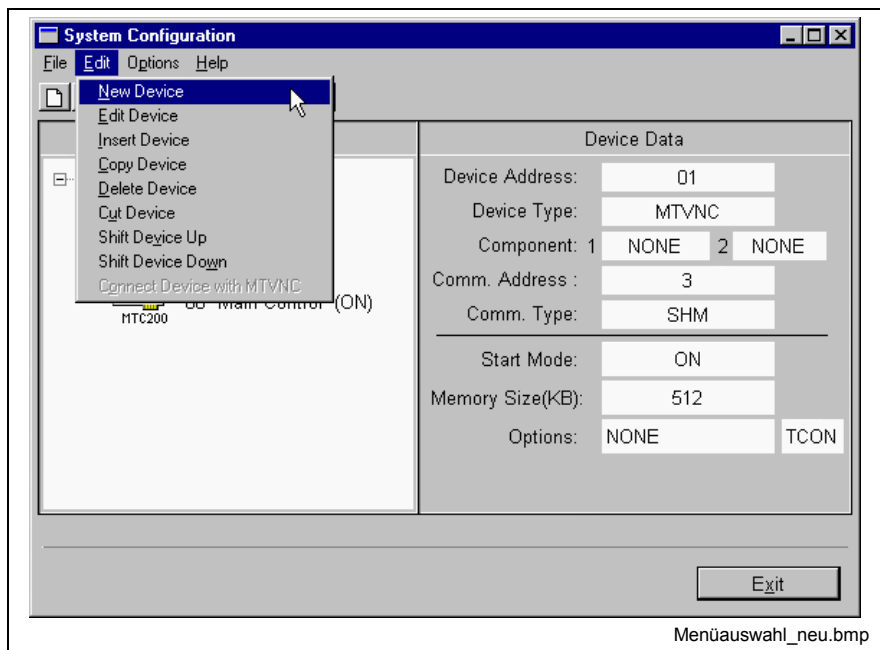 System Configuration
File Edit Options Help
New Device
Edit Device
Insert Device
Copy Device
Delete Device
Cut Device
Shift Device Up
Shift Device Down
Connect Device with MTVNC
Main Control (ON)
MTC200
Device Data
Device Address: 01
Device Type: MTVNC
Component: 1 NONE 2 NONE
Comm. Address : 3
Comm. Type: SHM
Start Mode: ON
Memory Size(KB): 512
Options: NONE TCON
Exit
Menüauswahl_neu.bmp